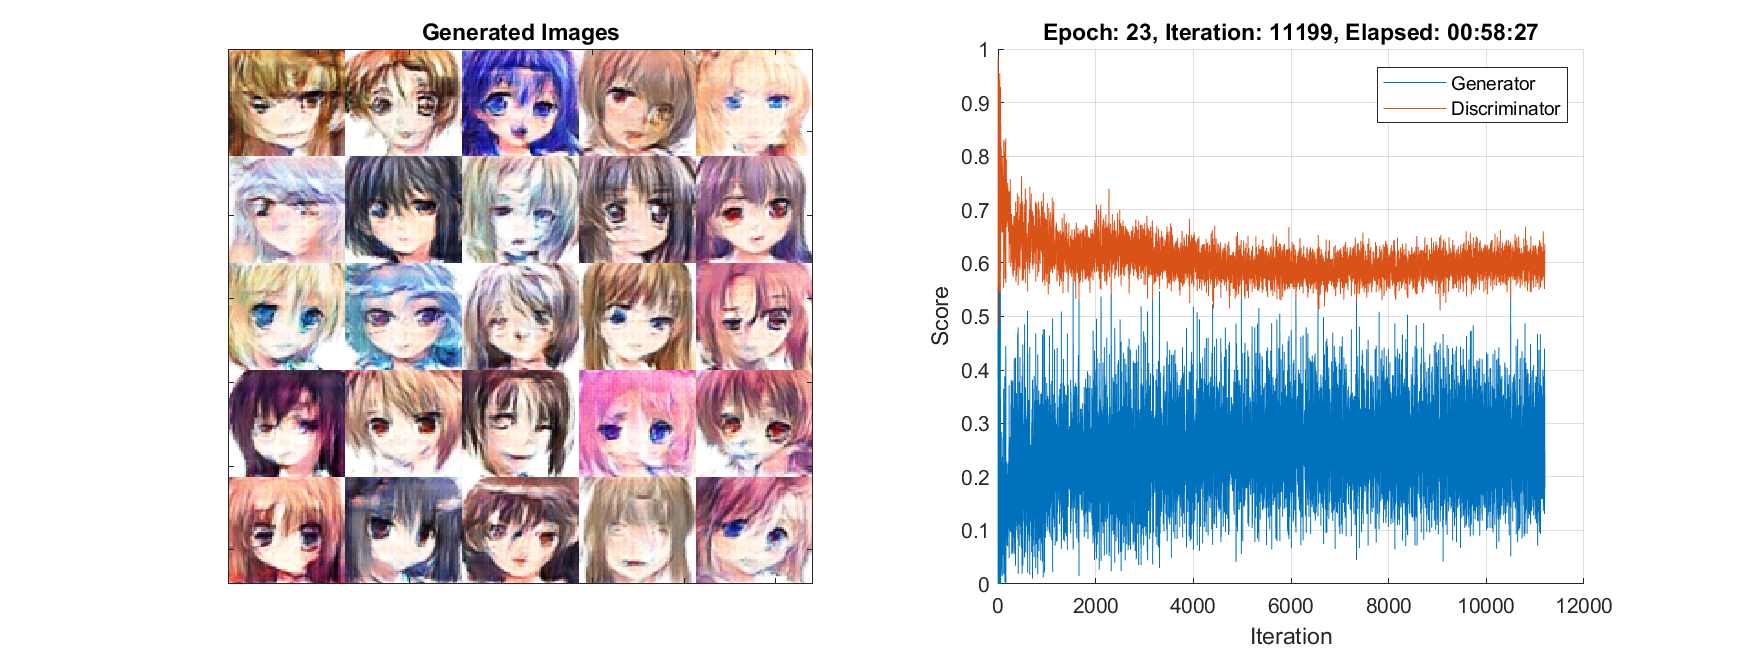 Generated Images
Epoch: 23, Iteration: 11199, Elapsed: 00:58:27
Generator
Discriminator
1
0.9
0.8
0.7
0.6
0.5
0.4
0.3
0.2
0.1
0
Score
0 2000 4000 6000 8000 10000 12000
Iteration